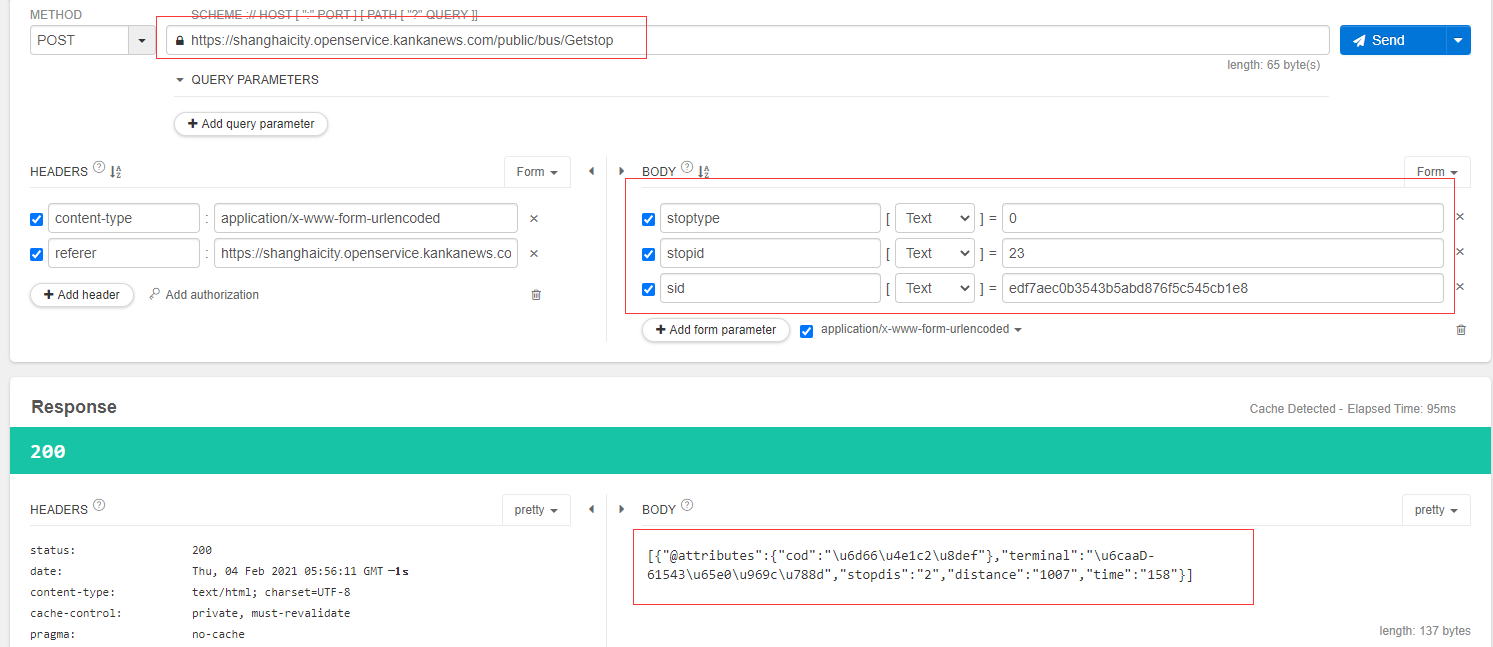 METHOD
SCHEME :// HOST [ ":" PORT ] [ PATH [ "?" QUERY ]]
POST
https://shanghaicity.openservice.kankanews.com/public/bus/Getstop
Send
length: 65 byte(s)
QUERY PARAMETERS
Add query parameter
HEADERS
Form
BODY
Form
content-type : application/x-www-form-urlencoded ×
stoptype [ Text ] = 0 ×
referer : https://shanghaicity.openservice.kankanews.co ×
stopid [ Text ] = 23 ×
sid [ Text ] = edf7aec0b3543b5abd876f5c545cb1e8 ×
Add header
Add authorization
Add form parameter
application/x-www-form-urlencoded
Response
Cache Detected - Elapsed Time: 95ms
200
HEADERS
pretty
BODY
pretty
status: 200
date: Thu, 04 Feb 2021 05:56:11 GMT −1s
content-type: text/html; charset=UTF-8
cache-control: private, must-revalidate
pragma: no-cache
[{"@attributes":{"cod":"\u6d66\u4e1c2\u8def"},"terminal":"\u6caaD-
61543\u65e0\u969c\u788d","stopdis":"2","distance":"1007","time":"158"}]
length: 137 bytes